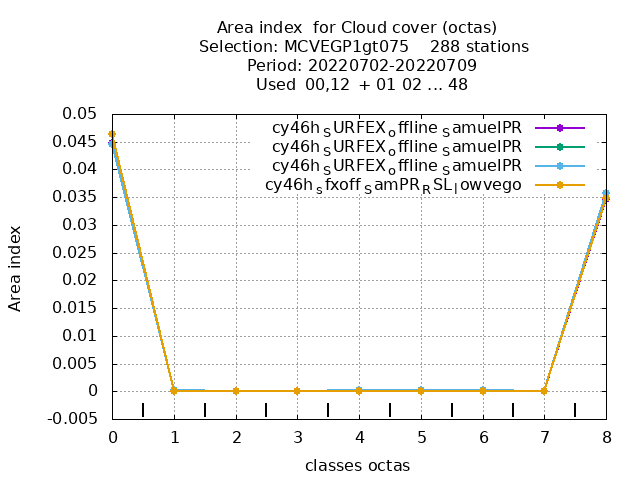 Area index  for Cloud cover (octas)
Selection: MCVEGP1gt075    288 stations
Period: 20220702-20220709
Used  00,12  + 01 02 ... 48
cy46h_SURFEX_offline_SamuelPR
cy46h_SURFEX_offline_SamuelPR
cy46h_SURFEX_offline_SamuelPR
cy46h_sfxoff_SamPR_RSL_lowvego
0.05
0.045
0.04
0.035
0.03
0.025
0.02
0.015
0.01
0.005
0
-0.005
Area index
0 1 2 3 4 5 6 7 8
classes octas